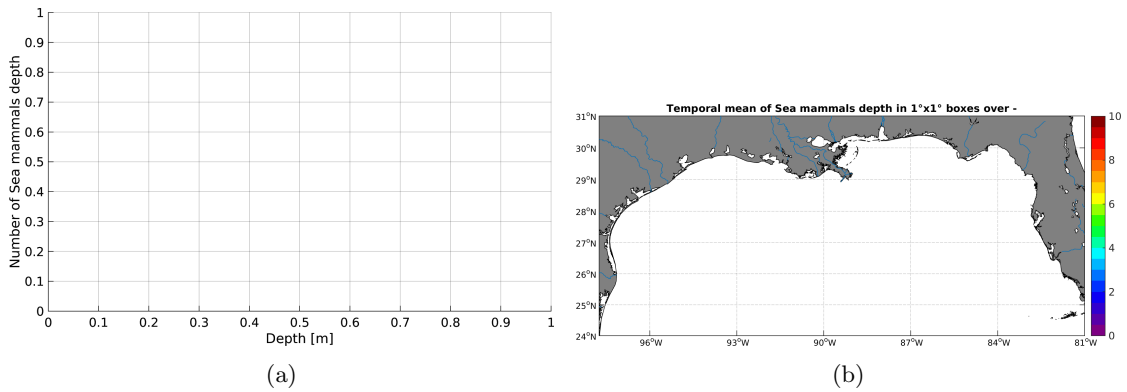 1
0.9
0.8
0.7
0.6
0.5
0.4
0.3
0.2
0.1
0
Number of Sea mammals depth
0 0.1 0.2 0.3 0.4 0.5 0.6 0.7 0.8 0.9 1
Depth [m]
(a)
Temporal mean of Sea mammals depth in 1°x1° boxes over -
31°N
30°N
29°N
28°N
27°N
26°N
25°N
24°N
96°W 93°W 90°W 87°W 84°W 81°W
10
8
6
4
2
0
(b)